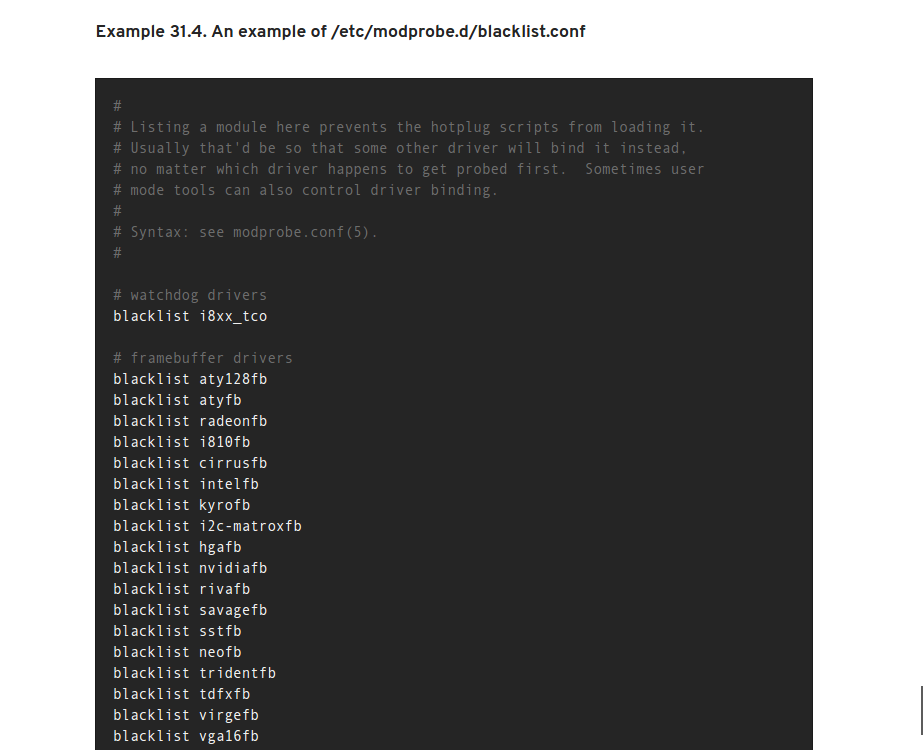 Example 31.4. An example of /etc/modprobe.d/blacklist.conf
#
# Listing a module here prevents the hotplug scripts from loading it.
# Usually that'd be so that some other driver will bind it instead,
# no matter which driver happens to get probed first.  Sometimes user
# mode tools can also control driver binding.
#
# Syntax: see modprobe.conf(5).
#
# watchdog drivers
blacklist i8xx_tco
# framebuffer drivers
blacklist aty128fb
blacklist atyfb
blacklist radeonfb
blacklist i810fb
blacklist cirrusfb
blacklist intelfb
blacklist kyrofb
blacklist i2c-matroxfb
blacklist hgafb
blacklist nvidiafb
blacklist rivafb
blacklist savagefb
blacklist sstfb
blacklist neofb
blacklist tridentfb
blacklist tdfxfb
blacklist virgefb
blacklist vga16fb